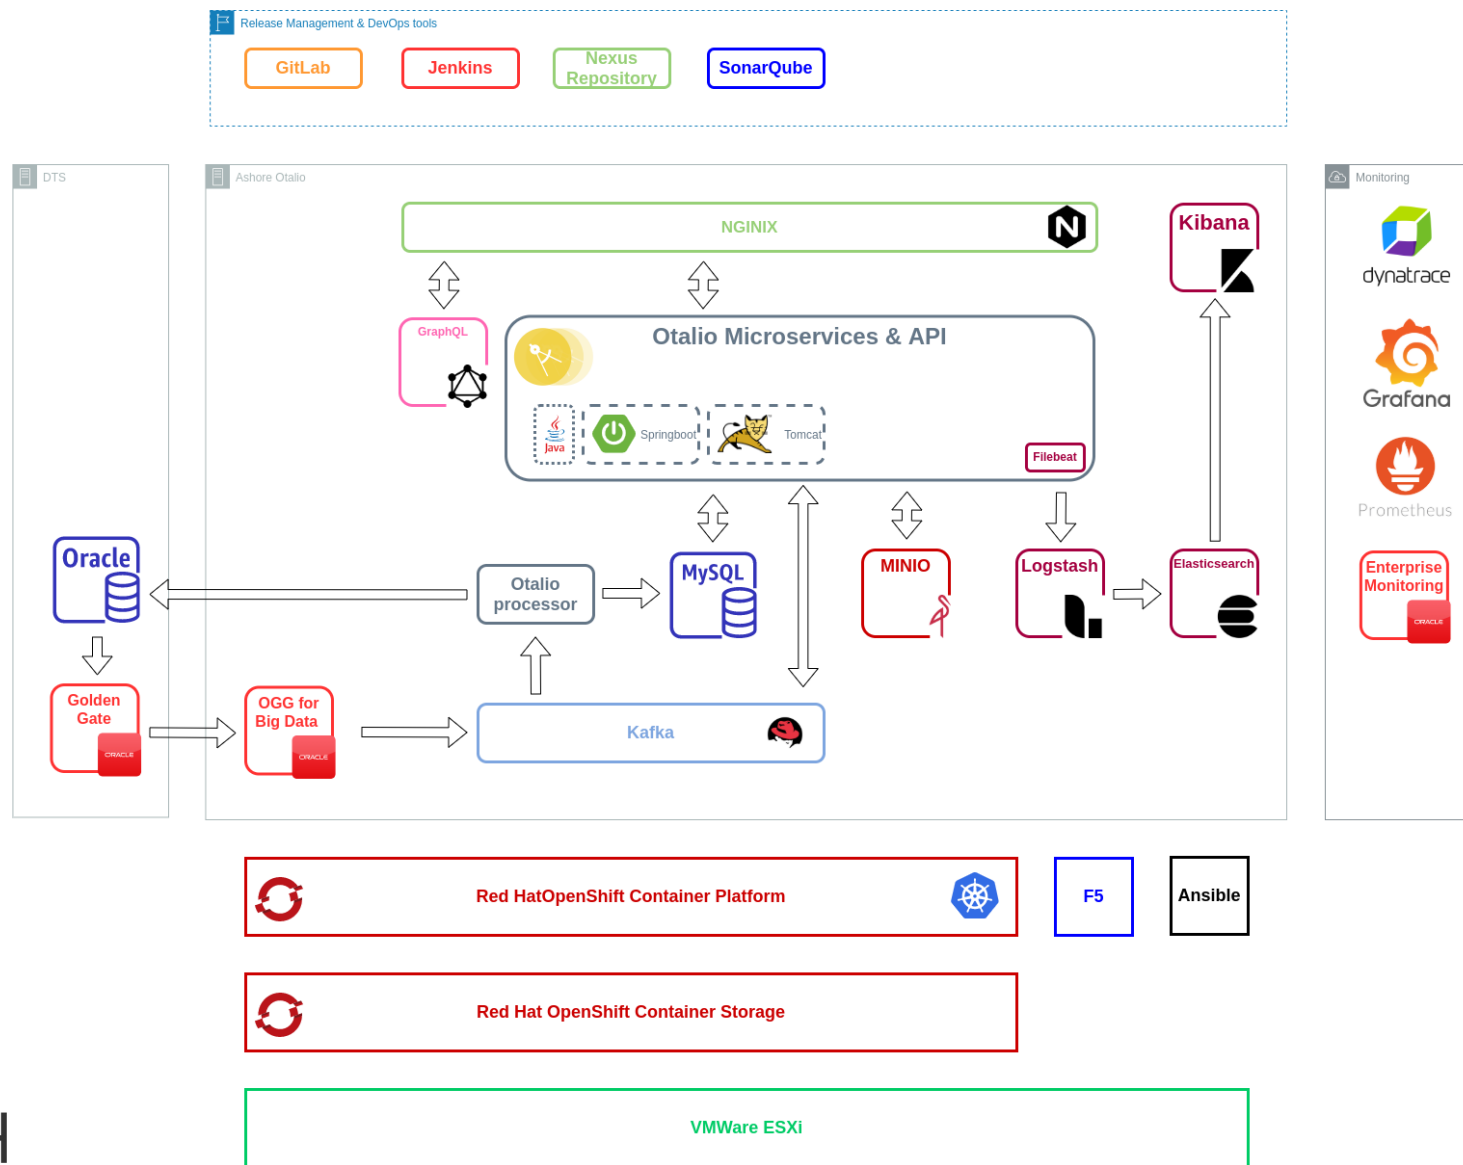 Release Management & DevOps tools
GitLab
Jenkins
Nexus
Repository
SonarQube
DTS
Ashore Otalio
Monitoring
NGINIX
Kibana
dynatrace
GraphQL
Otalio Microservices & API
Java
Springboot
Tomcat
Filebeat
Grafana
Prometheus
Oracle
Otalio
processor
MySQL
MINIO
Logstash
Elasticsearch
Enterprise
Monitoring
ORACLE
Golden
Gate
ORACLE
OGG for
Big Data
ORACLE
Kafka
Red HatOpenShift Container Platform
F5
Ansible
Red Hat OpenShift Container Storage
VMWare ESXi